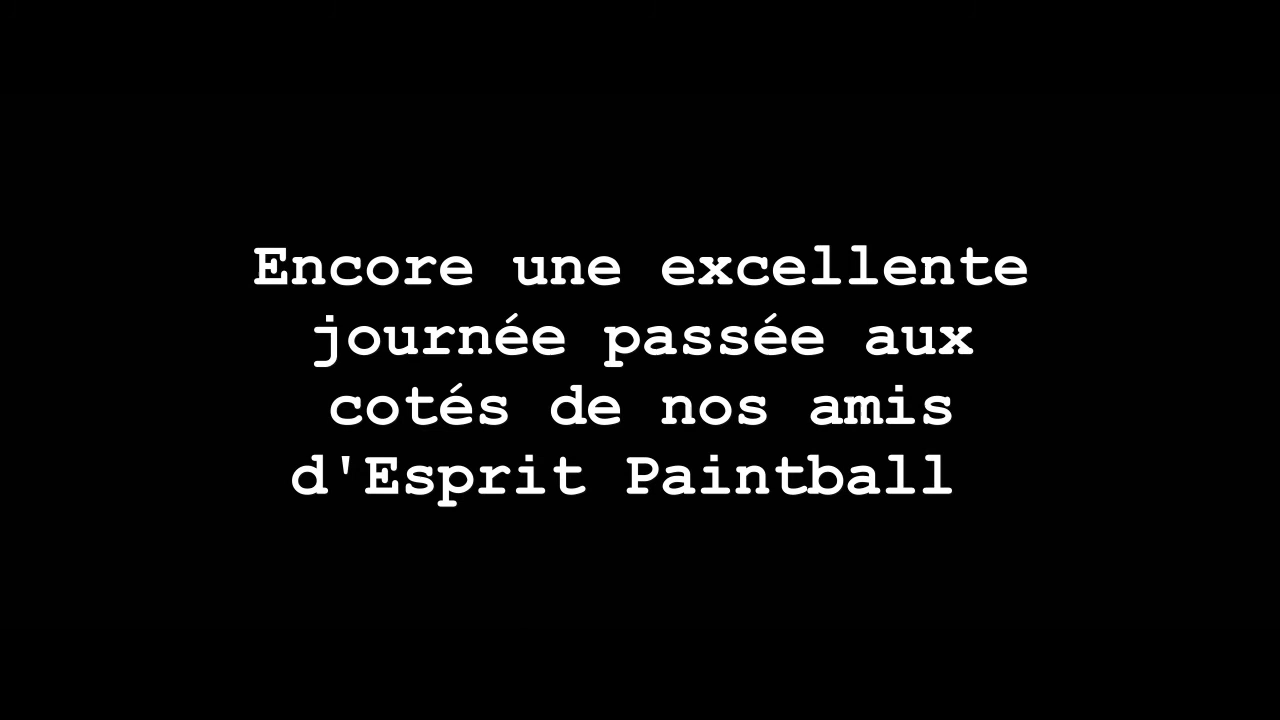 Encore une excellente
journée passée aux
cotés de nos amis
d'Esprit Paintball